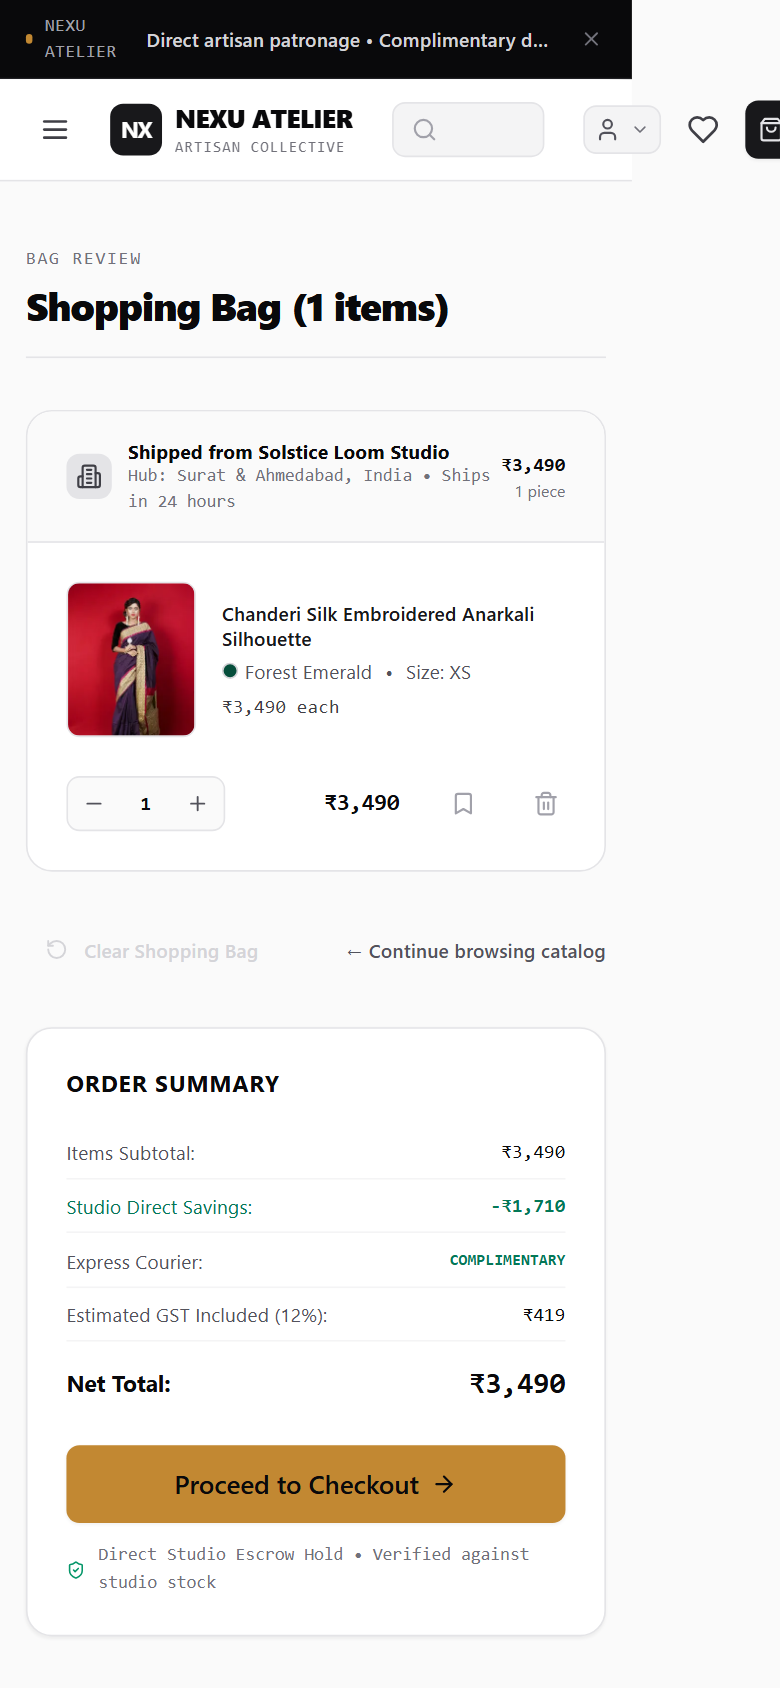 NEXU
ATELIER
Direct artisan patronage • Complimentary d...
NX
NEXU ATELIER
ARTISAN COLLECTIVE
BAG REVIEW
Shopping Bag (1 items)
Shipped from Solstice Loom Studio
Hub: Surat & Ahmedabad, India • Ships
in 24 hours
₹3,490
1 piece
Chanderi Silk Embroidered Anarkali
Silhouette
Forest Emerald • Size: XS
₹3,490 each
1
₹3,490
Clear Shopping Bag
← Continue browsing catalog
ORDER SUMMARY
Items Subtotal: ₹3,490
Studio Direct Savings: -₹1,710
Express Courier: COMPLIMENTARY
Estimated GST Included (12%): ₹419
Net Total: ₹3,490
Proceed to Checkout →
Direct Studio Escrow Hold • Verified against
studio stock